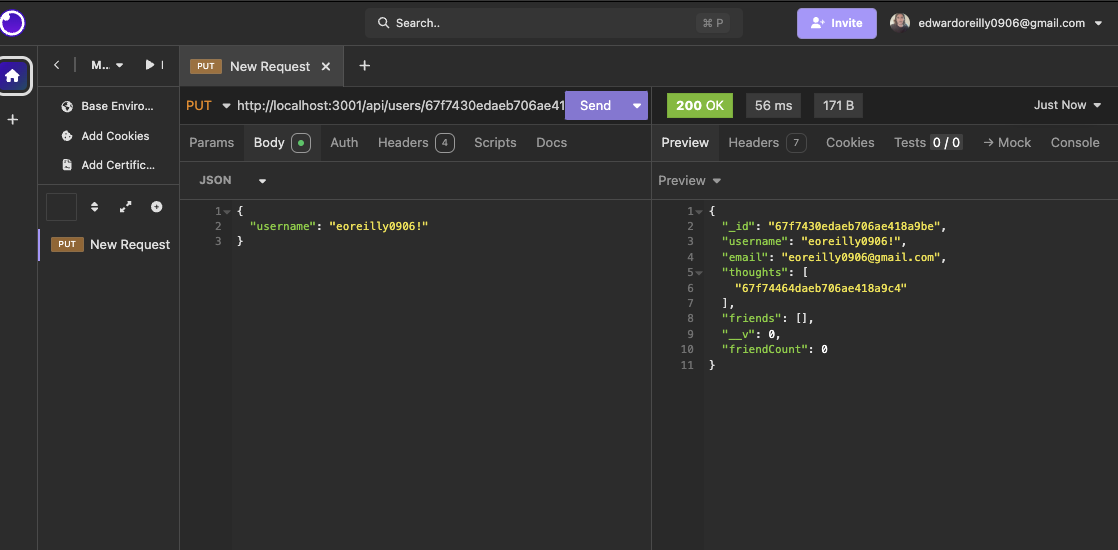 Search..
⌘ P
Invite
edwardoreilly0906@gmail.com
M...
PUT New Request
Base Enviro...
Add Cookies
Add Certific...
PUT New Request
PUT http://localhost:3001/api/users/67f7430edaeb706ae41
Send
200 OK
56 ms
171 B
Just Now
Params Body Auth Headers 4 Scripts Docs
Preview Headers 7 Cookies Tests 0 / 0 → Mock Console
JSON
Preview
1 {
2 "username": "eoreilly0906!"
3 }
1 {
2 "_id": "67f7430edaeb706ae418a9be",
3 "username": "eoreilly0906!",
4 "email": "eoreilly0906@gmail.com",
5 "thoughts": [
6 "67f74464daeb706ae418a9c4"
7 ],
8 "friends": [],
9 "__v": 0,
10 "friendCount": 0
11 }